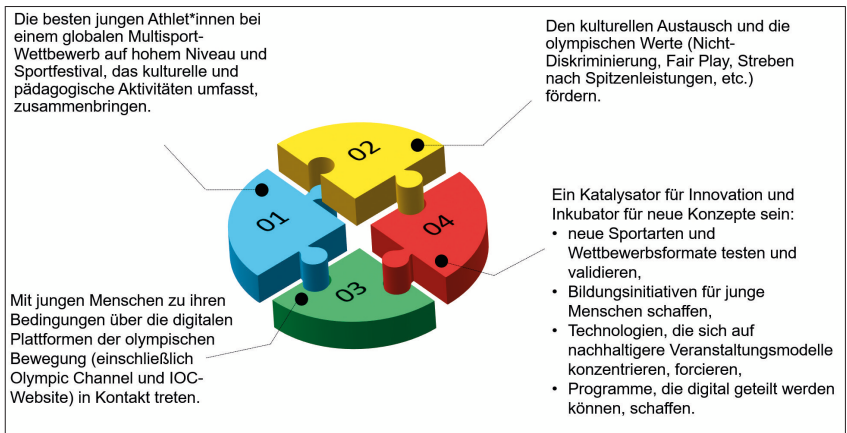 Die besten jungen Athlet*innen bei
einem globalen Multisport-
Wettbewerb auf hohem Niveau und
Sportfestival, das kulturelle und
pädagogische Aktivitäten umfasst,
zusammenbringen.
Den kulturellen Austausch und die
olympischen Werte (Nicht-
Diskriminierung, Fair Play, Streben
nach Spitzenleistungen, etc.)
fördern.
01
02
03
04
Mit jungen Menschen zu ihren
Bedingungen über die digitalen
Plattformen der olympischen
Bewegung (einschließlich
Olympic Channel und IOC-
Website) in Kontakt treten.
Ein Katalysator für Innovation und
Inkubator für neue Konzepte sein:
• neue Sportarten und
Wettbewerbsformate testen und
validieren,
• Bildungsinitiativen für junge
Menschen schaffen,
• Technologien, die sich auf
nachhaltigere Veranstaltungsmodelle
konzentrieren, forcieren,
• Programme, die digital geteilt werden
können, schaffen.